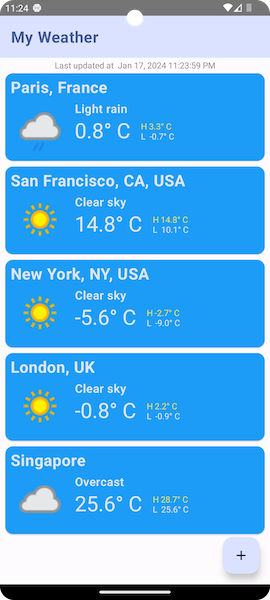 11:24
My Weather
Last updated at Jan 17, 2024 11:23:59 PM
Paris, France
Light rain
0.8° C
H 3.3° C
L -0.7° C
San Francisco, CA, USA
Clear sky
14.8° C
H 14.8° C
L 10.1° C
New York, NY, USA
Clear sky
-5.6° C
H -2.7° C
L -9.0° C
London, UK
Clear sky
-0.8° C
H 2.2° C
L -0.9° C
Singapore
Overcast
25.6° C
H 28.7° C
L 25.6° C
+